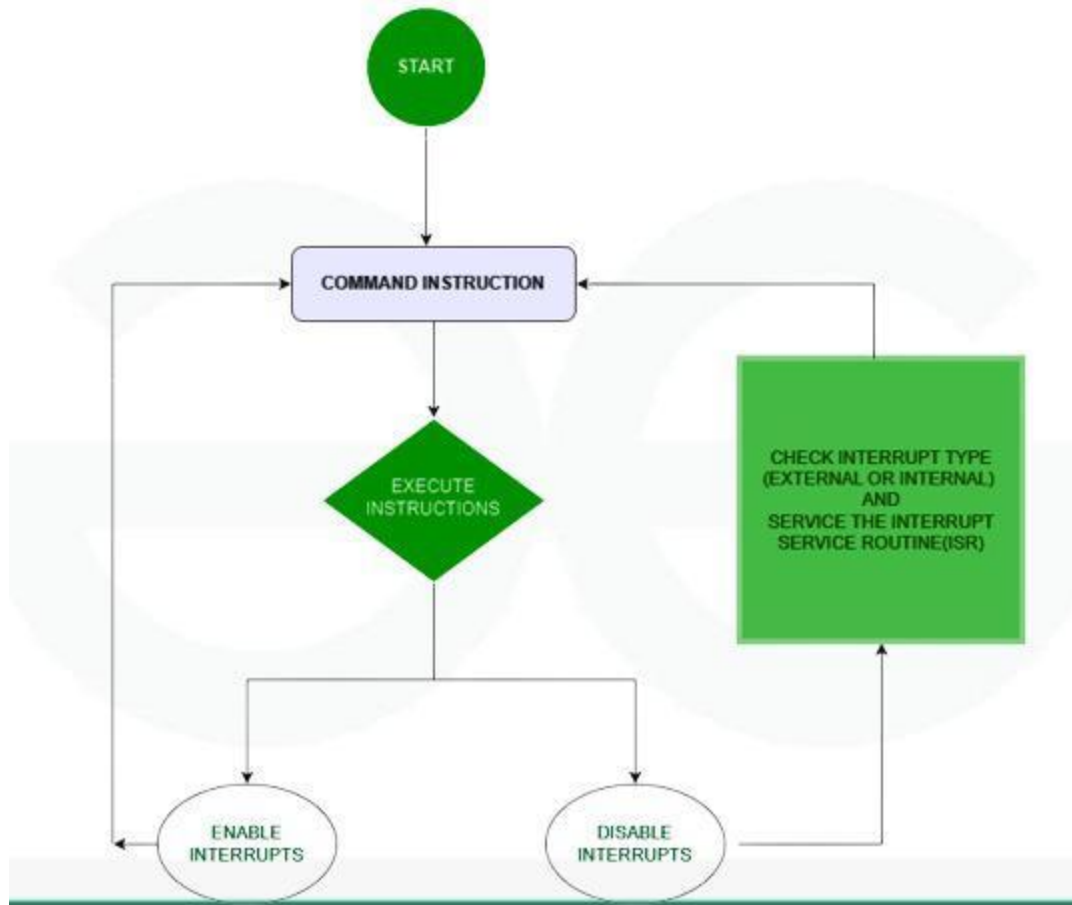 START
COMMAND INSTRUCTION
EXECUTE
INSTRUCTIONS
CHECK INTERRUPT TYPE
(EXTERNAL OR INTERNAL)
AND
SERVICE THE INTERRUPT
SERVICE ROUTINE(ISR)
ENABLE
INTERRUPTS
DISABLE
INTERRUPTS